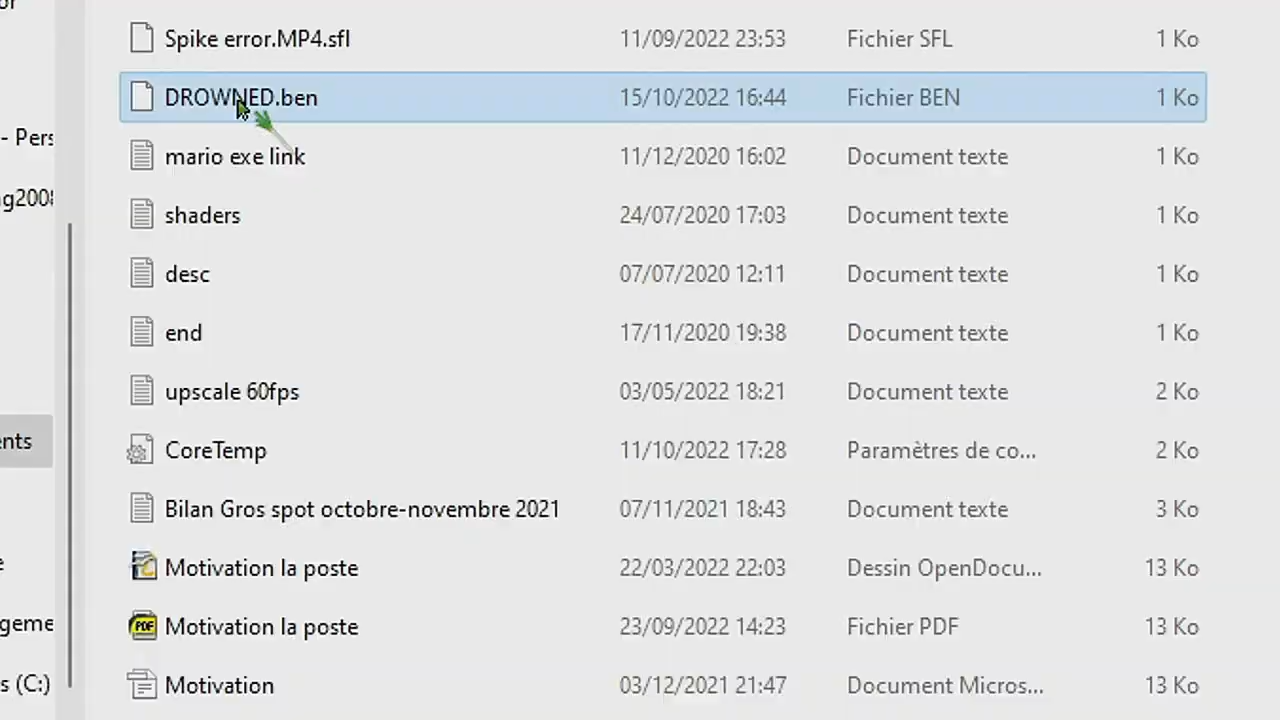 Spike error.MP4.sfl 11/09/2022 23:53 Fichier SFL 1 Ko
DROWNED.ben 15/10/2022 16:44 Fichier BEN 1 Ko
- Pers
mario exe link 11/12/2020 16:02 Document texte 1 Ko
g2008
shaders 24/07/2020 17:03 Document texte 1 Ko
desc 07/07/2020 12:11 Document texte 1 Ko
end 17/11/2020 19:38 Document texte 1 Ko
upscale 60fps 03/05/2022 18:21 Document texte 2 Ko
ents
CoreTemp 11/10/2022 17:28 Paramètres de co... 2 Ko
Bilan Gros spot octobre-novembre 2021 07/11/2021 18:43 Document texte 3 Ko
Motivation la poste 22/03/2022 22:03 Dessin OpenDocu... 13 Ko
geme
PDF Motivation la poste 23/09/2022 14:23 Fichier PDF 13 Ko
s (C:)
Motivation 03/12/2021 21:47 Document Micros... 13 Ko